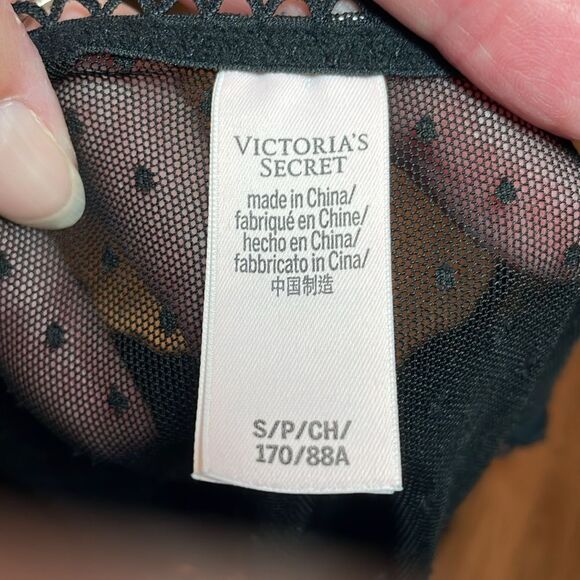 VICTORIA'S
SECRET
made in China/
fabriqué en Chine/
hecho en China/
fabbricato in Cina/
中国制造
S/P/CH/
170/88A